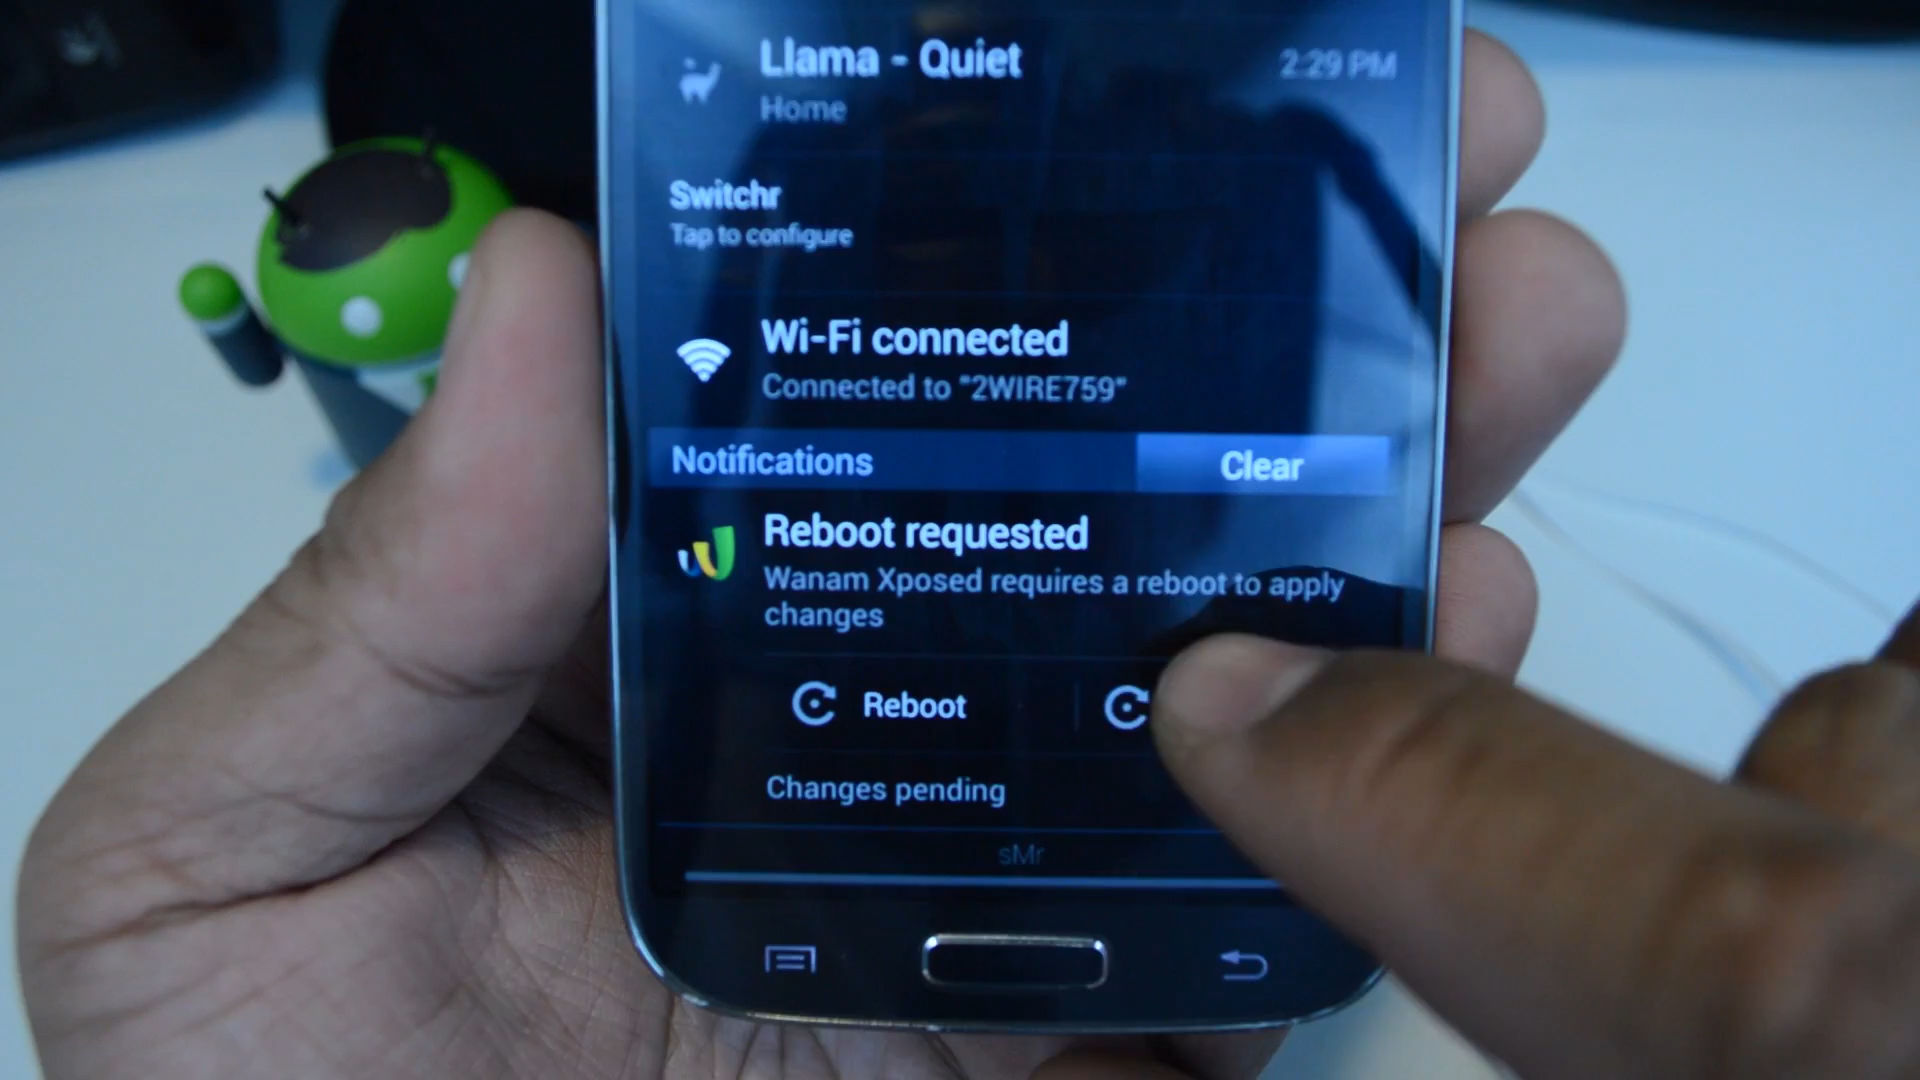 Llama - Quiet
2:29 PM
Home
Switchr
Tap to configure
Wi-Fi connected
Connected to "2WIRE759"
Notifications
Clear
Reboot requested
Wanam Xposed requires a reboot to apply
changes
Reboot
Changes pending
sMr